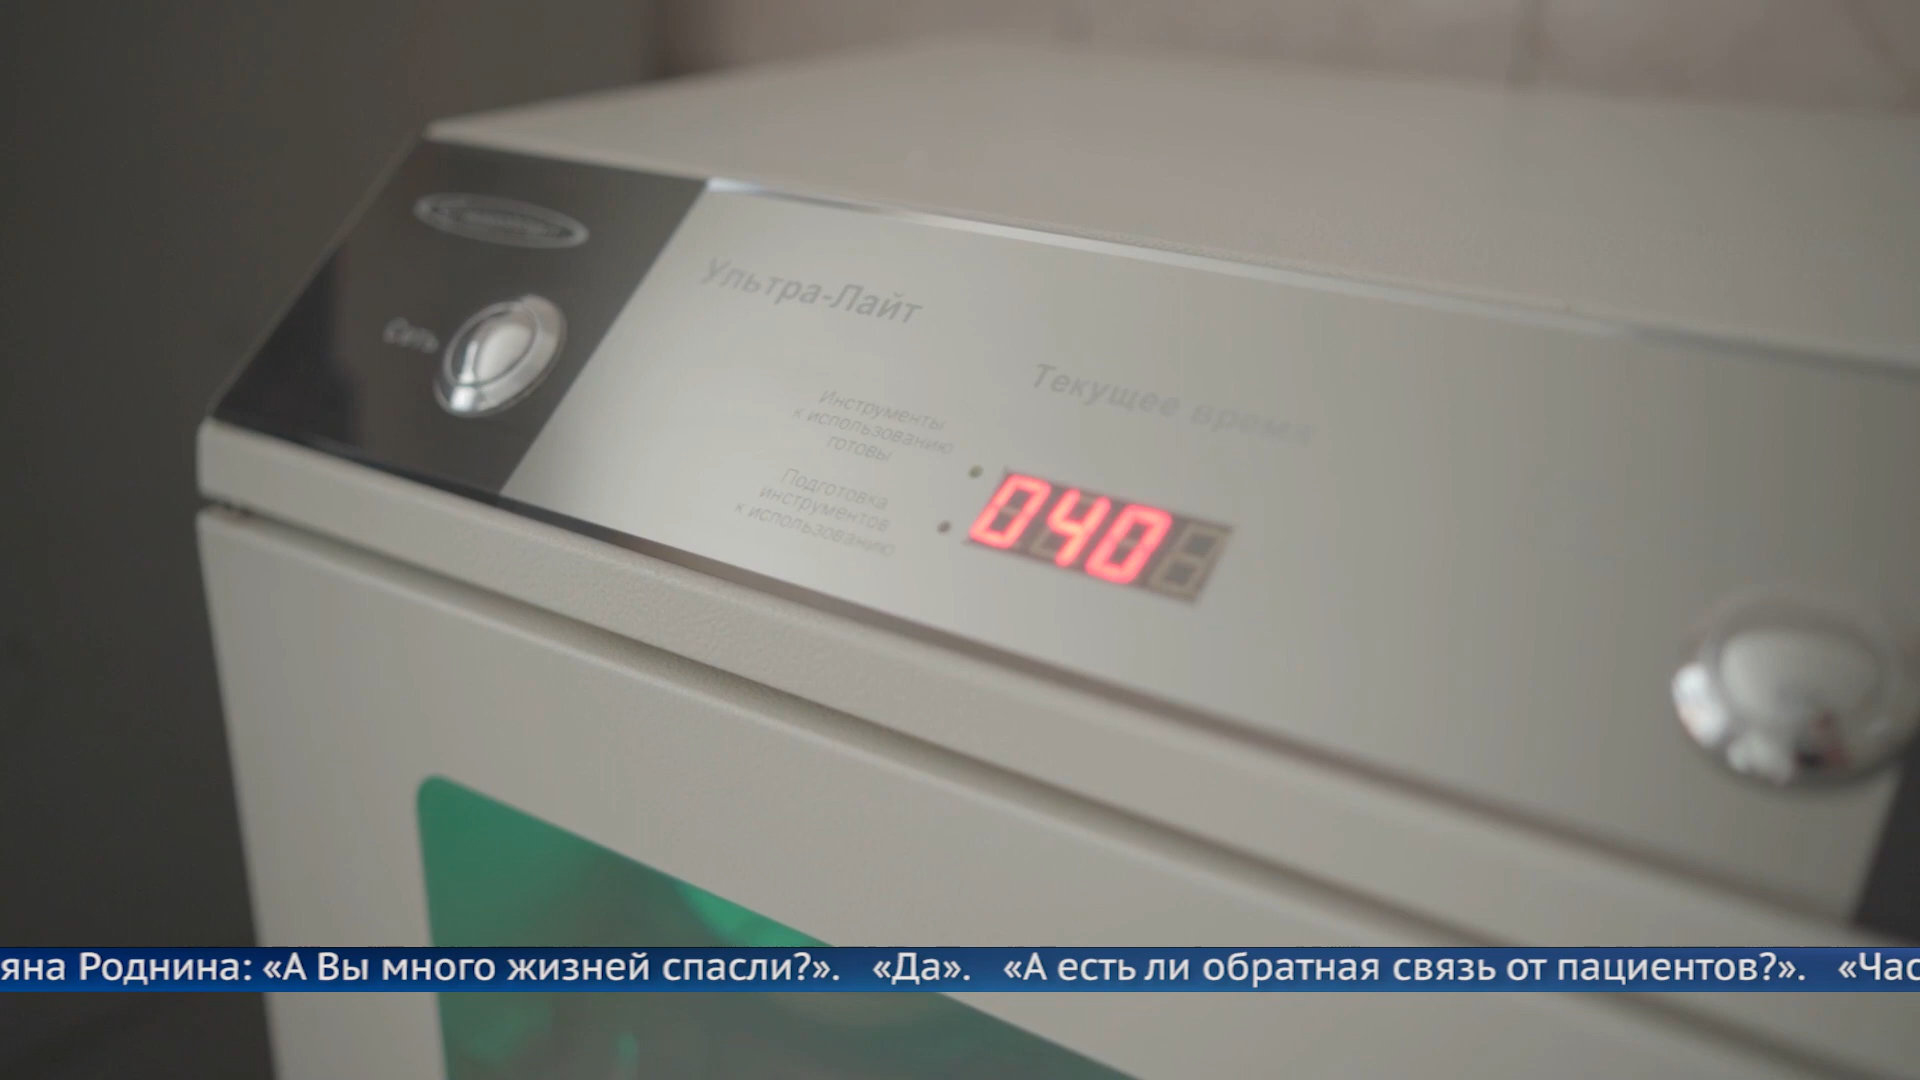 Сеть
Ультра-Лайт
Текущее время
Инструменты
к использованию
готовы
Подготовка
инструментов
к использованию
040
яна Роднина: «А Вы много жизней спасли?». «Да». «А есть ли обратная связь от пациентов?». «Час